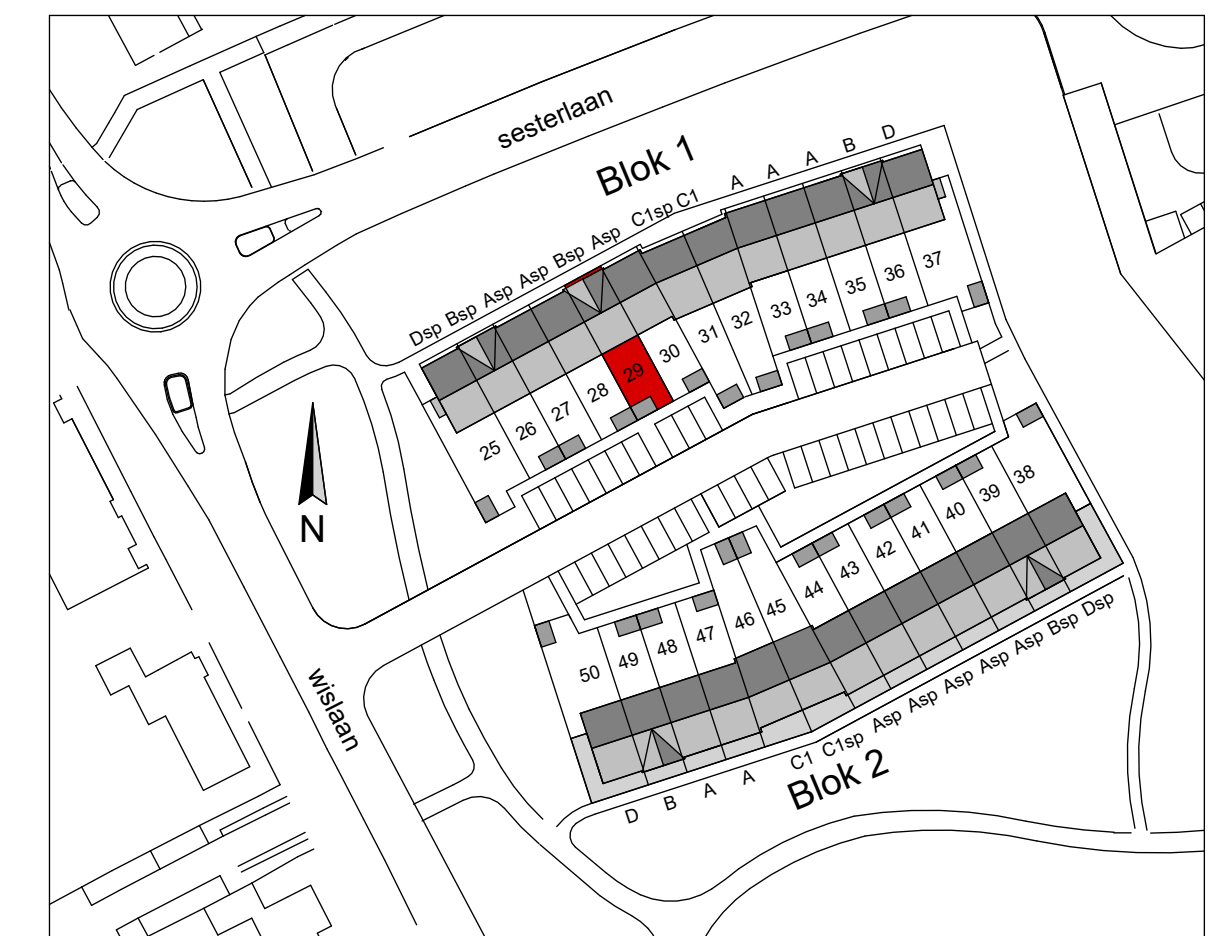 sesterlaan
Blok 1
Dsp Bsp Asp Asp Bsp Asp C1sp C1 A A A B D
25 26 27 28 29 30 31 32 33 34 35 36 37
N
wislaan
50 49 48 47 46 45 44 43 42 41 40 39 38
D B A A C1 C1sp Asp Asp Asp Asp Asp Bsp Dsp
Blok 2